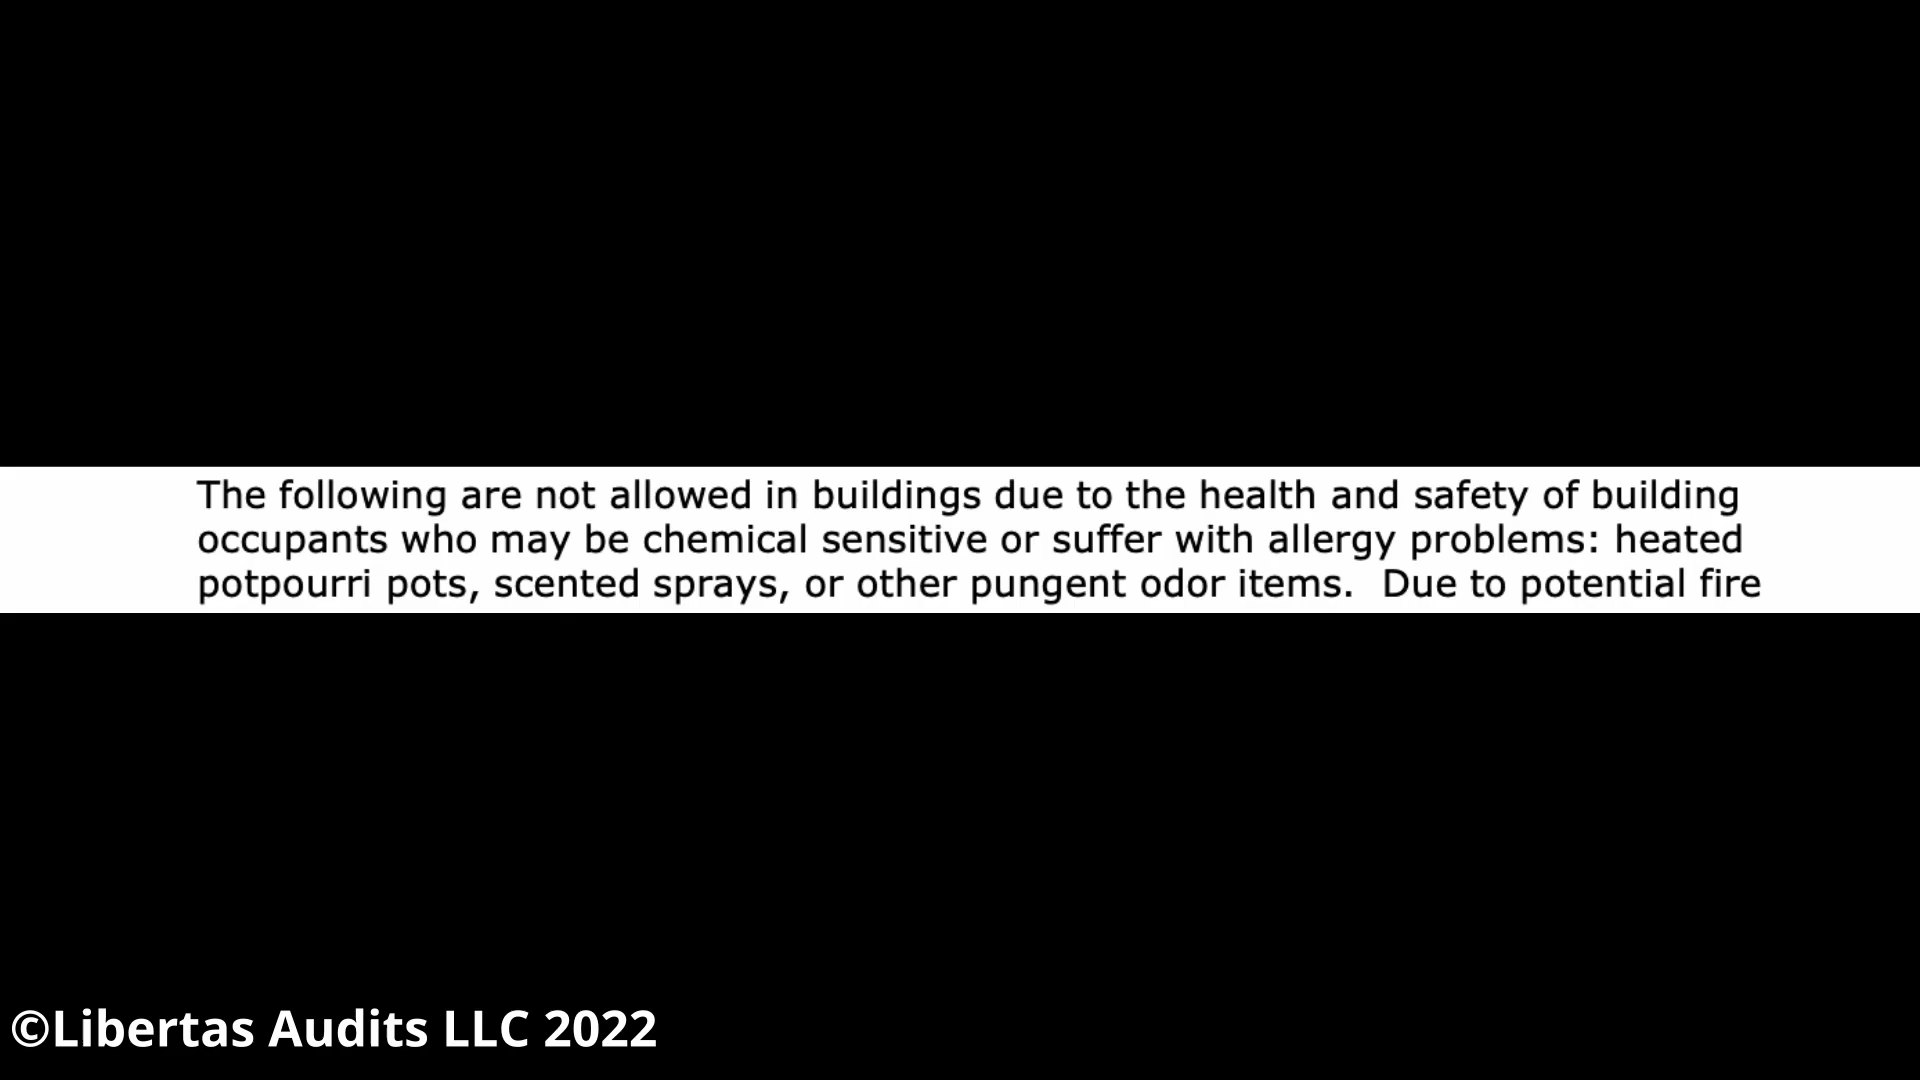 The following are not allowed in buildings due to the health and safety of building
occupants who may be chemical sensitive or suffer with allergy problems: heated
potpourri pots, scented sprays, or other pungent odor items.  Due to potential fire
©Libertas Audits LLC 2022